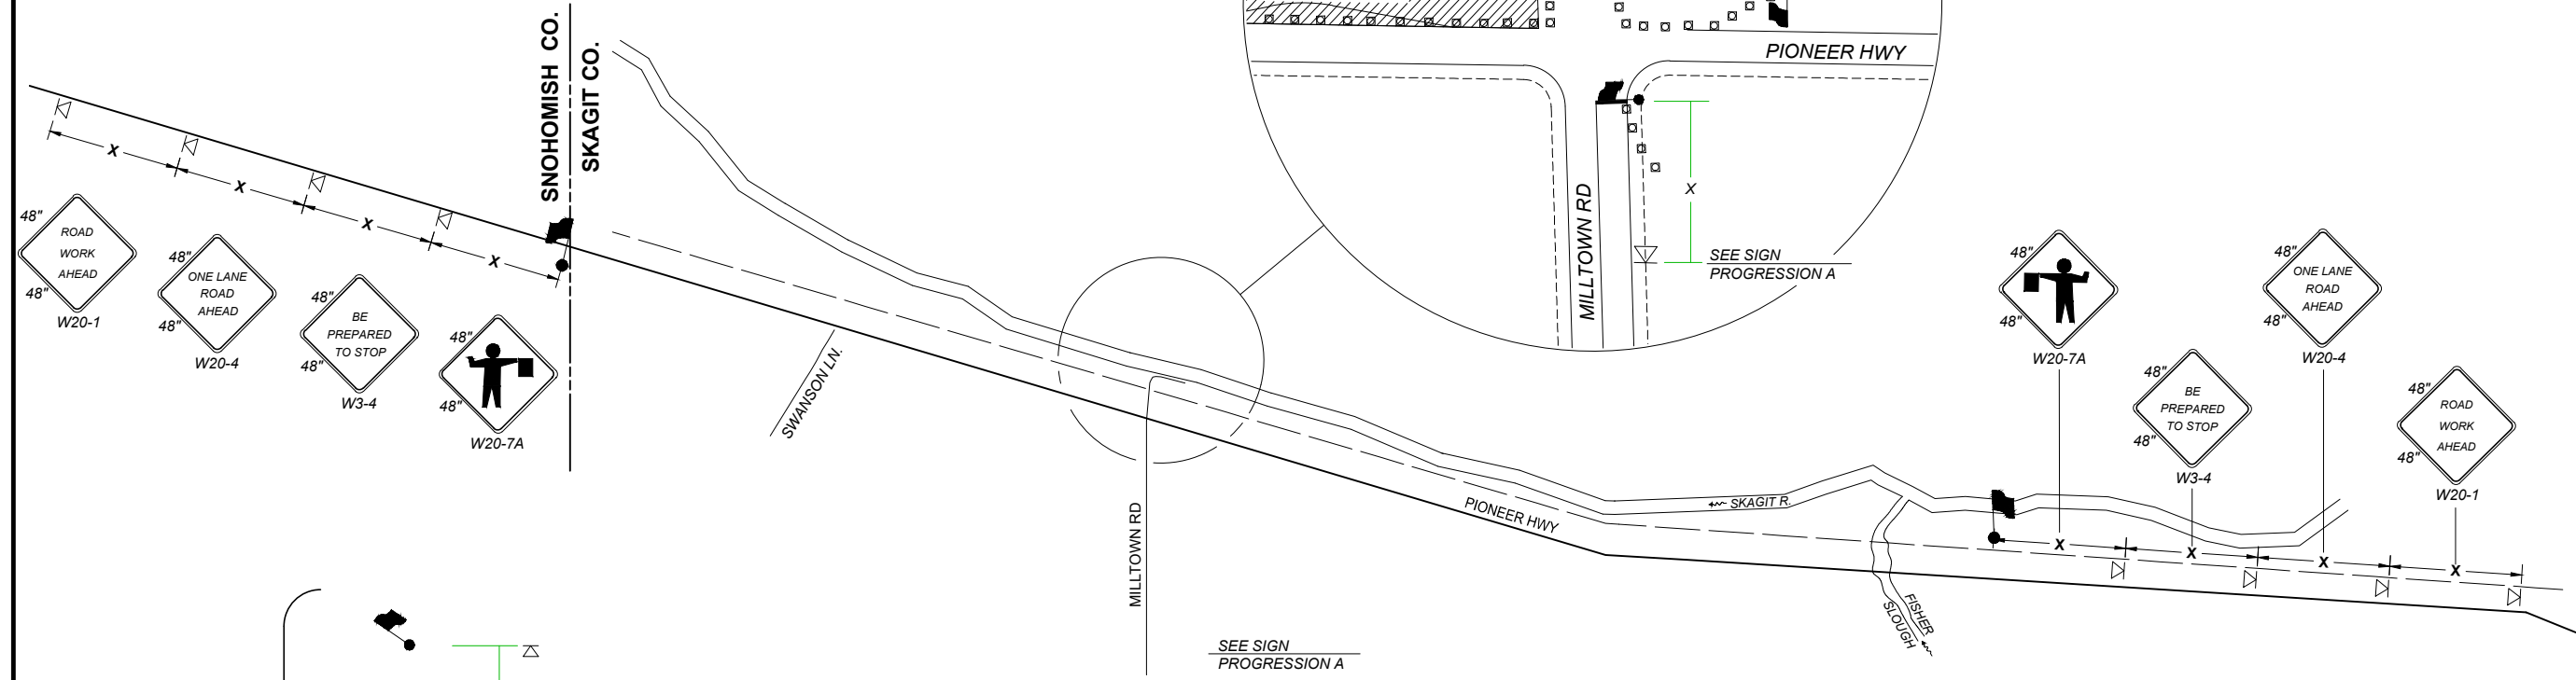 SNOHOMISH CO.
SKAGIT CO.
PIONEER HWY
MILLTOWN RD
X
SEE SIGN
PROGRESSION A
X
X
X
X
48"
ROAD
WORK
AHEAD
48"
W20-1
48"
ONE LANE
ROAD
AHEAD
48"
W20-4
48"
BE
PREPARED
TO STOP
48"
W3-4
48"
48"
W20-7A
SWANSON LN.
MILLTOWN RD
PIONEER HWY
SKAGIT R.
FISHER
SLOUGH
SEE SIGN
PROGRESSION A
48"
48"
W20-7A
48"
BE
PREPARED
TO STOP
48"
W3-4
48"
ONE LANE
ROAD
AHEAD
48"
W20-4
48"
ROAD
WORK
AHEAD
48"
W20-1
X
X
X
X